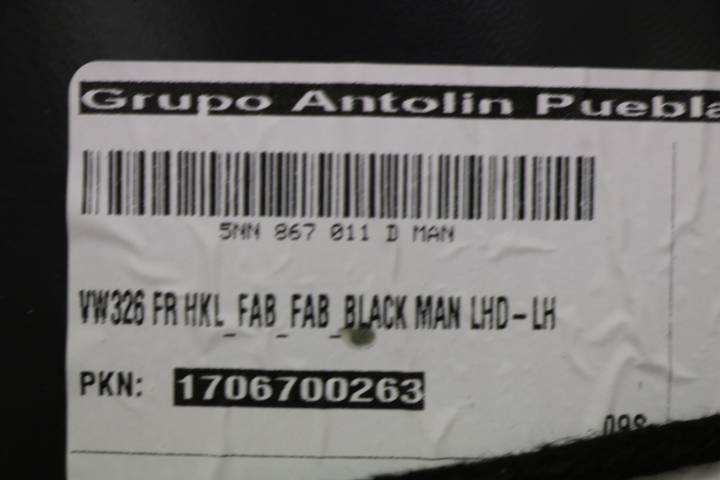 Grupo Antolin Puebla
5NN 867 011 D MAN
VW326 FR HKL_FAB_FAB_BLACK MAN LHD-LH
PKN: 1706700263